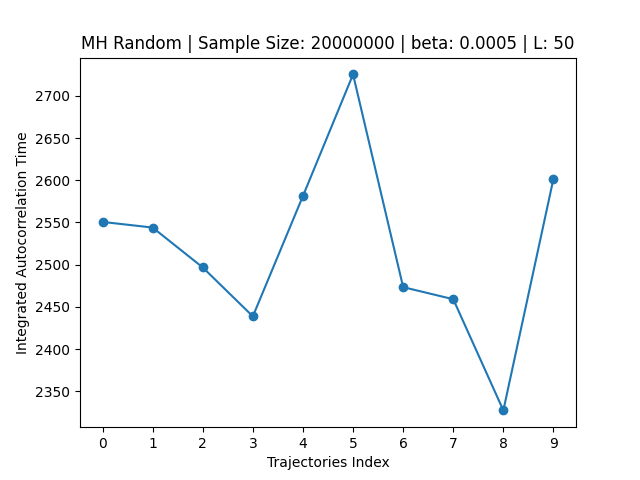 MH Random | Sample Size: 20000000 | beta: 0.0005 | L: 50
Integrated Autocorrelation Time
2700
2650
2600
2550
2500
2450
2400
2350
0 1 2 3 4 5 6 7 8 9
Trajectories Index